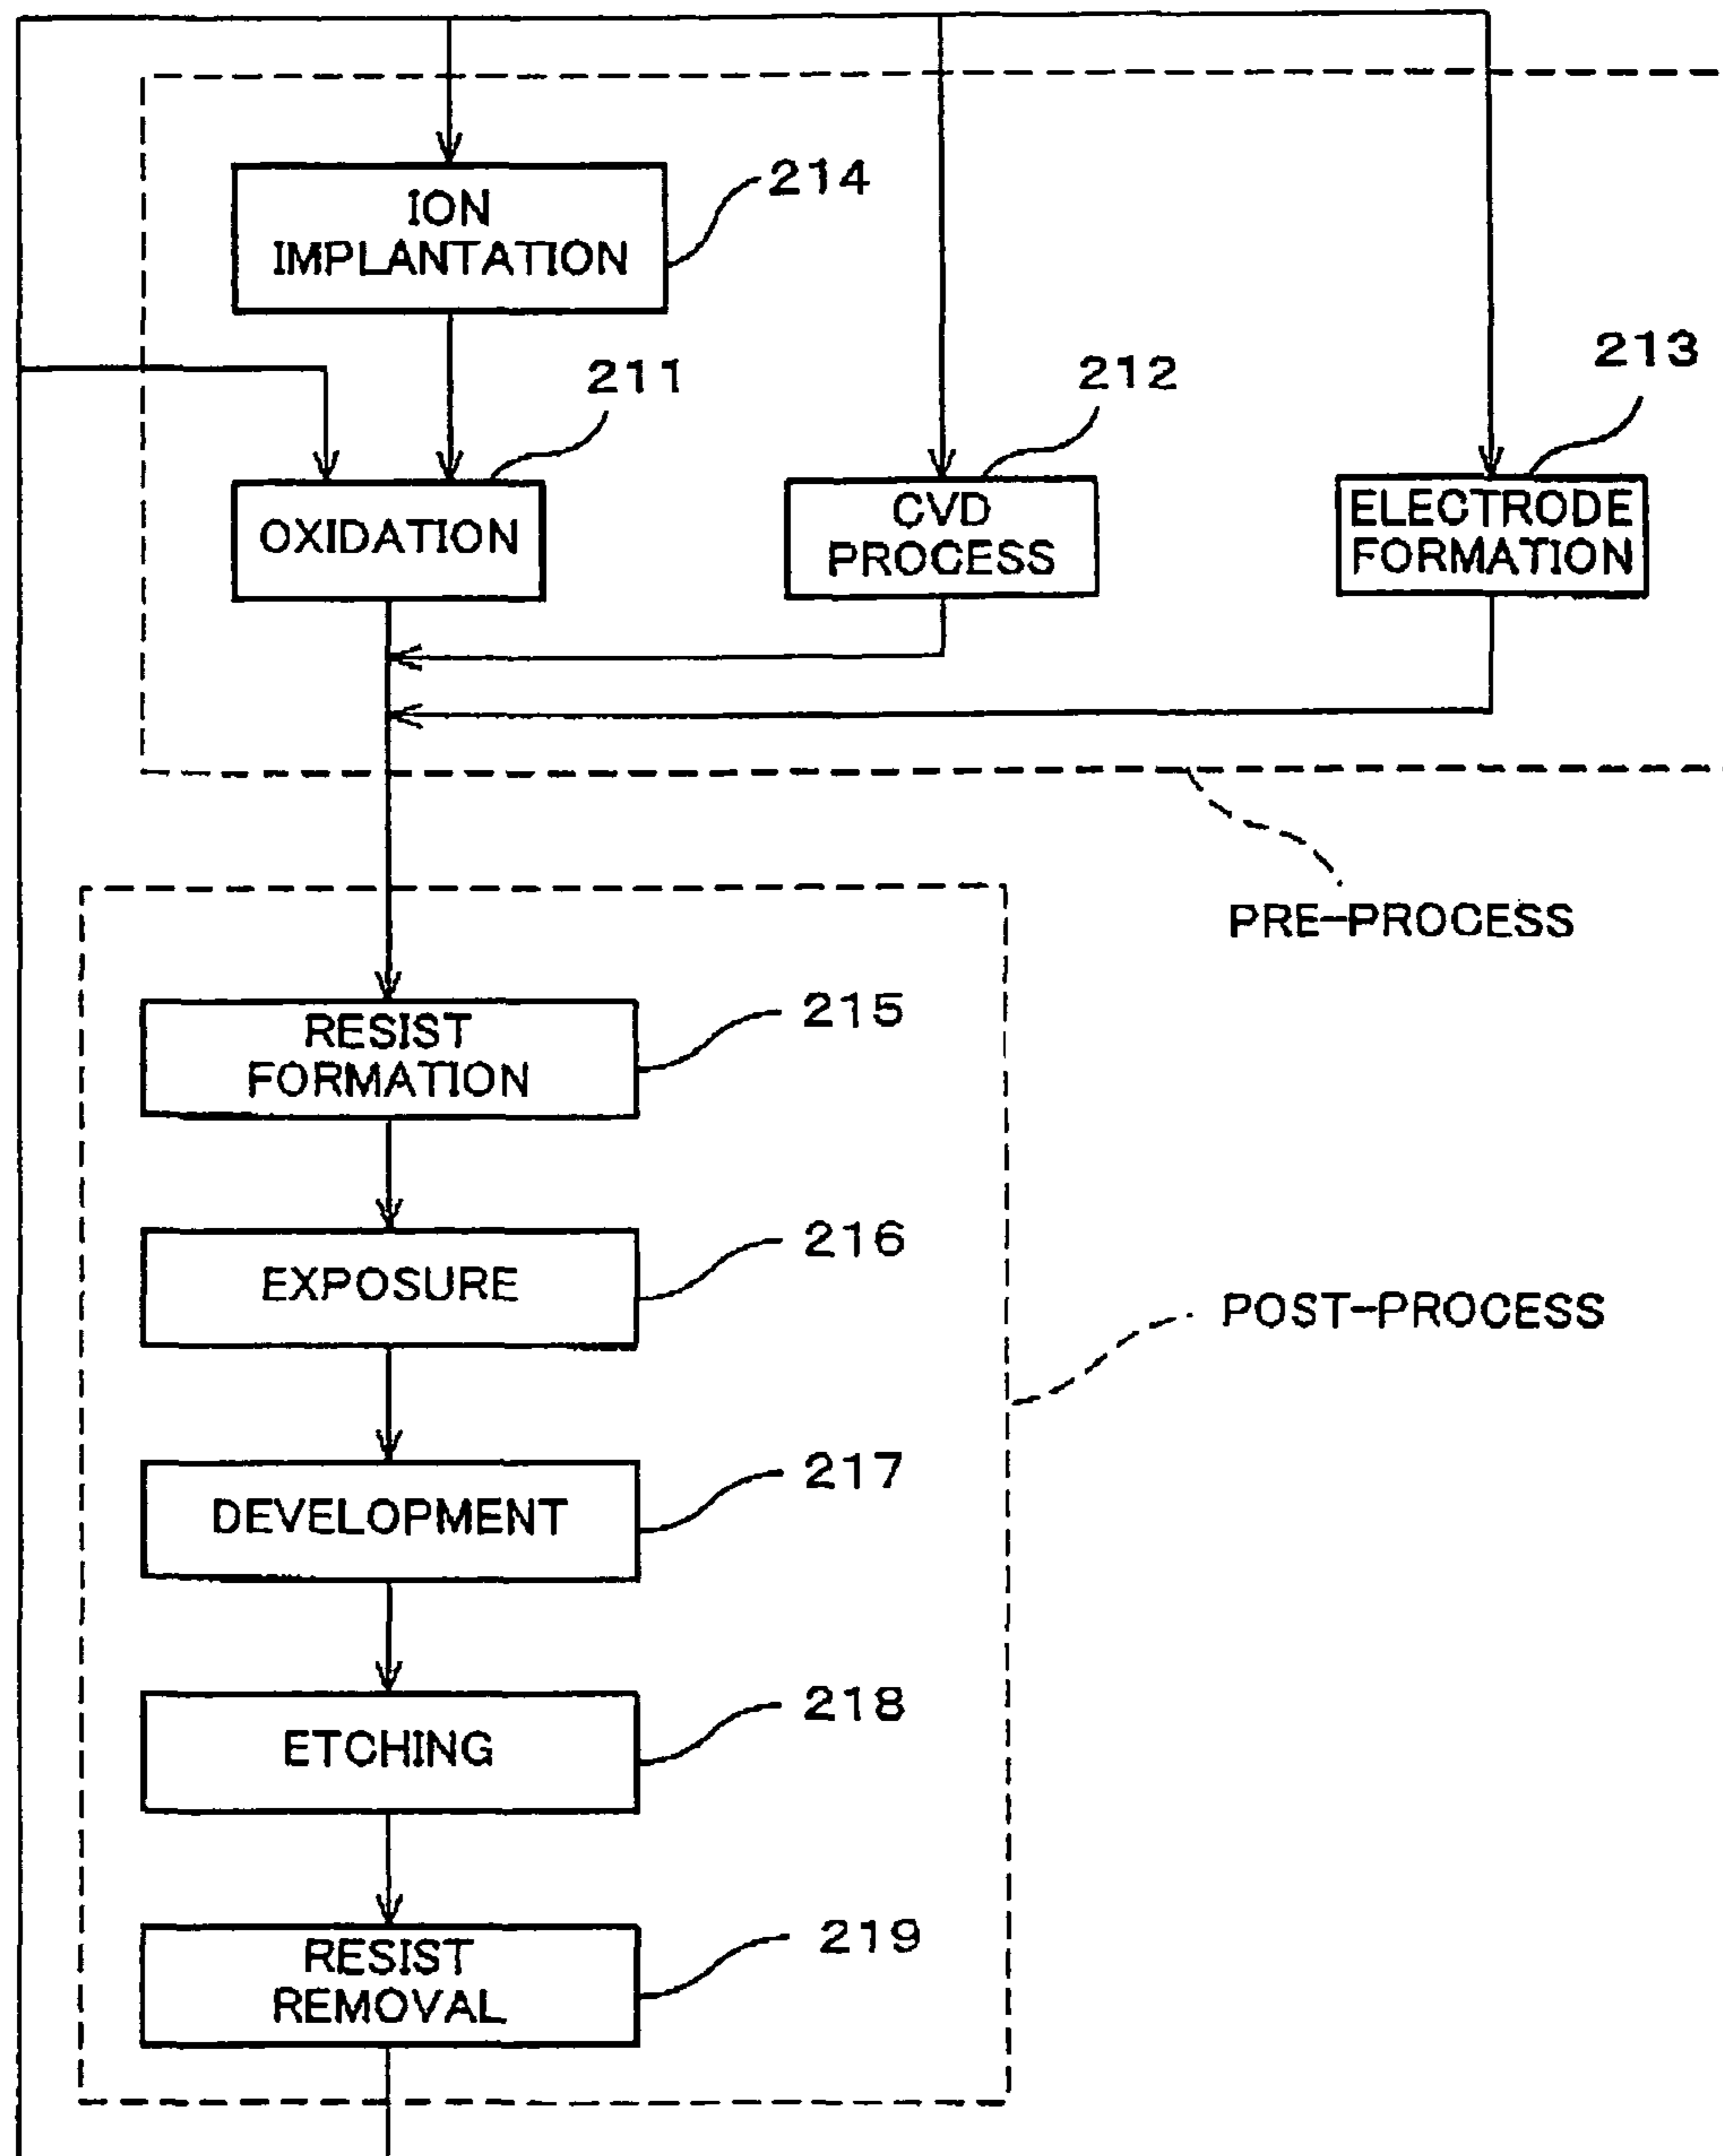 214
ION
IMPLANTATION
211
212
213
OXIDATION
CVD
PROCESS
ELECTRODE
FORMATION
PRE-PROCESS
RESIST
FORMATION
215
EXPOSURE
216
POST-PROCESS
DEVELOPMENT
217
ETCHING
218
RESIST
REMOVAL
219